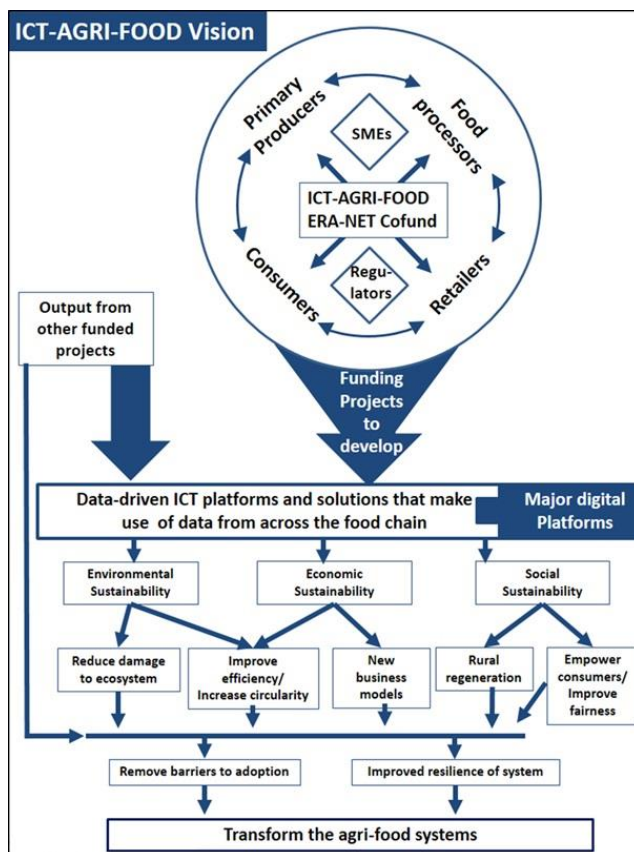 ICT-AGRI-FOOD Vision
Primary
Producers
Food
processors
SMEs
ICT-AGRI-FOOD
ERA-NET Cofund
Consumers
Regu-
lators
Retailers
Output from
other funded
projects
Funding
Projects
to
develop
Data-driven ICT platforms and solutions that make
use of data from across the food chain
Major digital
Platforms
Environmental
Sustainability
Economic
Sustainability
Social
Sustainability
Reduce damage
to ecosystem
Improve
efficiency/
Increase circularity
New
business
models
Rural
regeneration
Empower
consumers/
Improve
fairness
Remove barriers to adoption
Improved resilience of system
Transform the agri-food systems